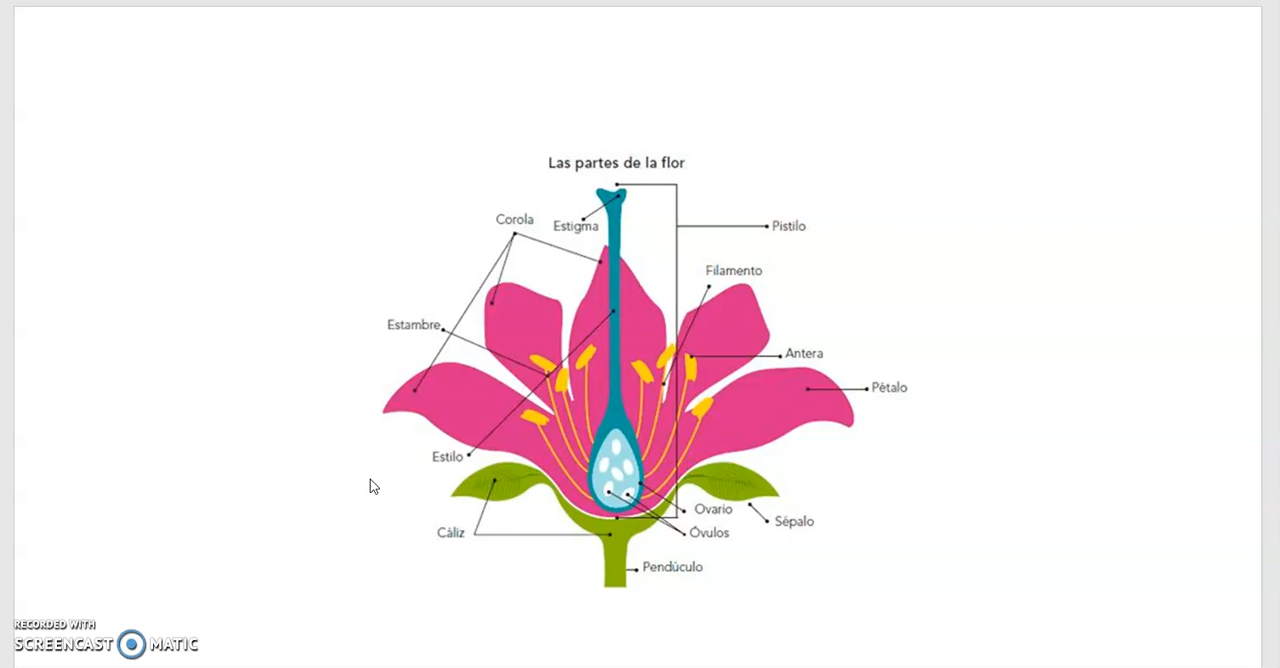 Las partes de la flor
Corola
Estigma
Pistilo
Filamento
Estambre
Antera
Pétalo
Estilo
Ovario
Sépalo
Cáliz
Óvulos
Pendúculo
RECORDED WITH
SCREENCAST MATIC